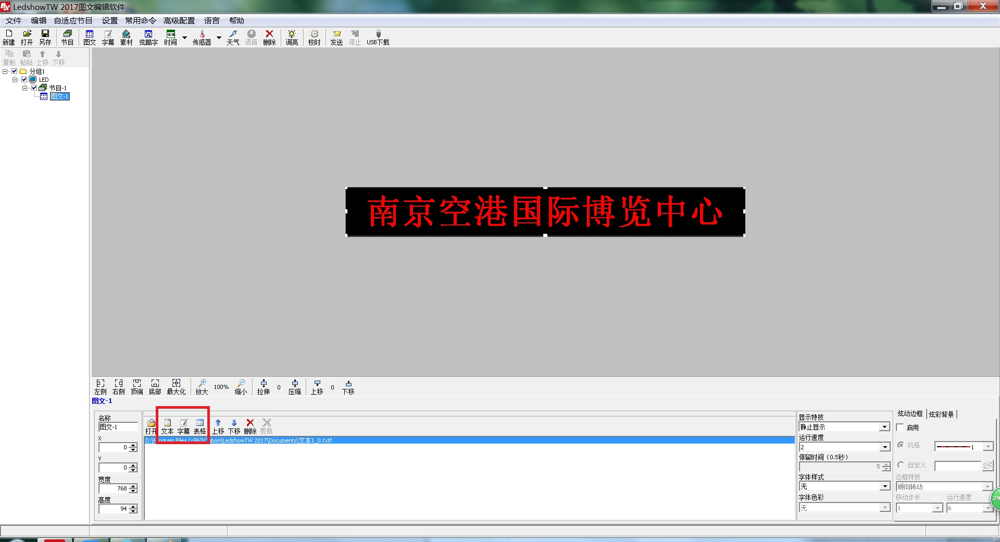 BX LedshowTW 2017图文编辑软件
文件 编辑 自适应节目 设置 常用命令 高级配置 语言 帮助
新建 打开 另存 节目 图文 字幕 素材 炫酷字 时间 传感器 天气 语音 删除 调亮 校时 发送 停止 USB下载
复制 粘贴 上移 下移
分组1
LED
节目-1
图文-1
南京空港国际博览中心
左侧 右侧 顶端 底部 最大化 放大 100% 缩小 拉伸 0 压缩 上移 0 下移
图文-1
名称
图文-1
X
0
Y
0
宽度
768
高度
94
打开 文本 字幕 表格 上移 下移 删除 剪裁
D:\Program Files (x86)\Onbon\LedshowTW 2017\Documents\文本1_0.txtf
显示特技
静止显示
运行速度
2
停留时间（0.5秒）
5
字体样式
无
字体色彩
无
炫动边框 炫彩背景
启用
风格 1
自定义
边框特技
顺向转动
移动步长 运行速度
1 6
29